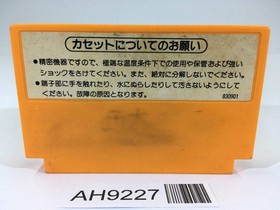 カセットについてのお願い
●精密機器ですので、極端な温度条件下での使用や保管および強い
ショックをさけてください。また、絶対に分解しないでください。
●端子部に手を触れたり、水にぬらしたりして汚さないようにして
ください。故障の原因となります。
830901
AH9227